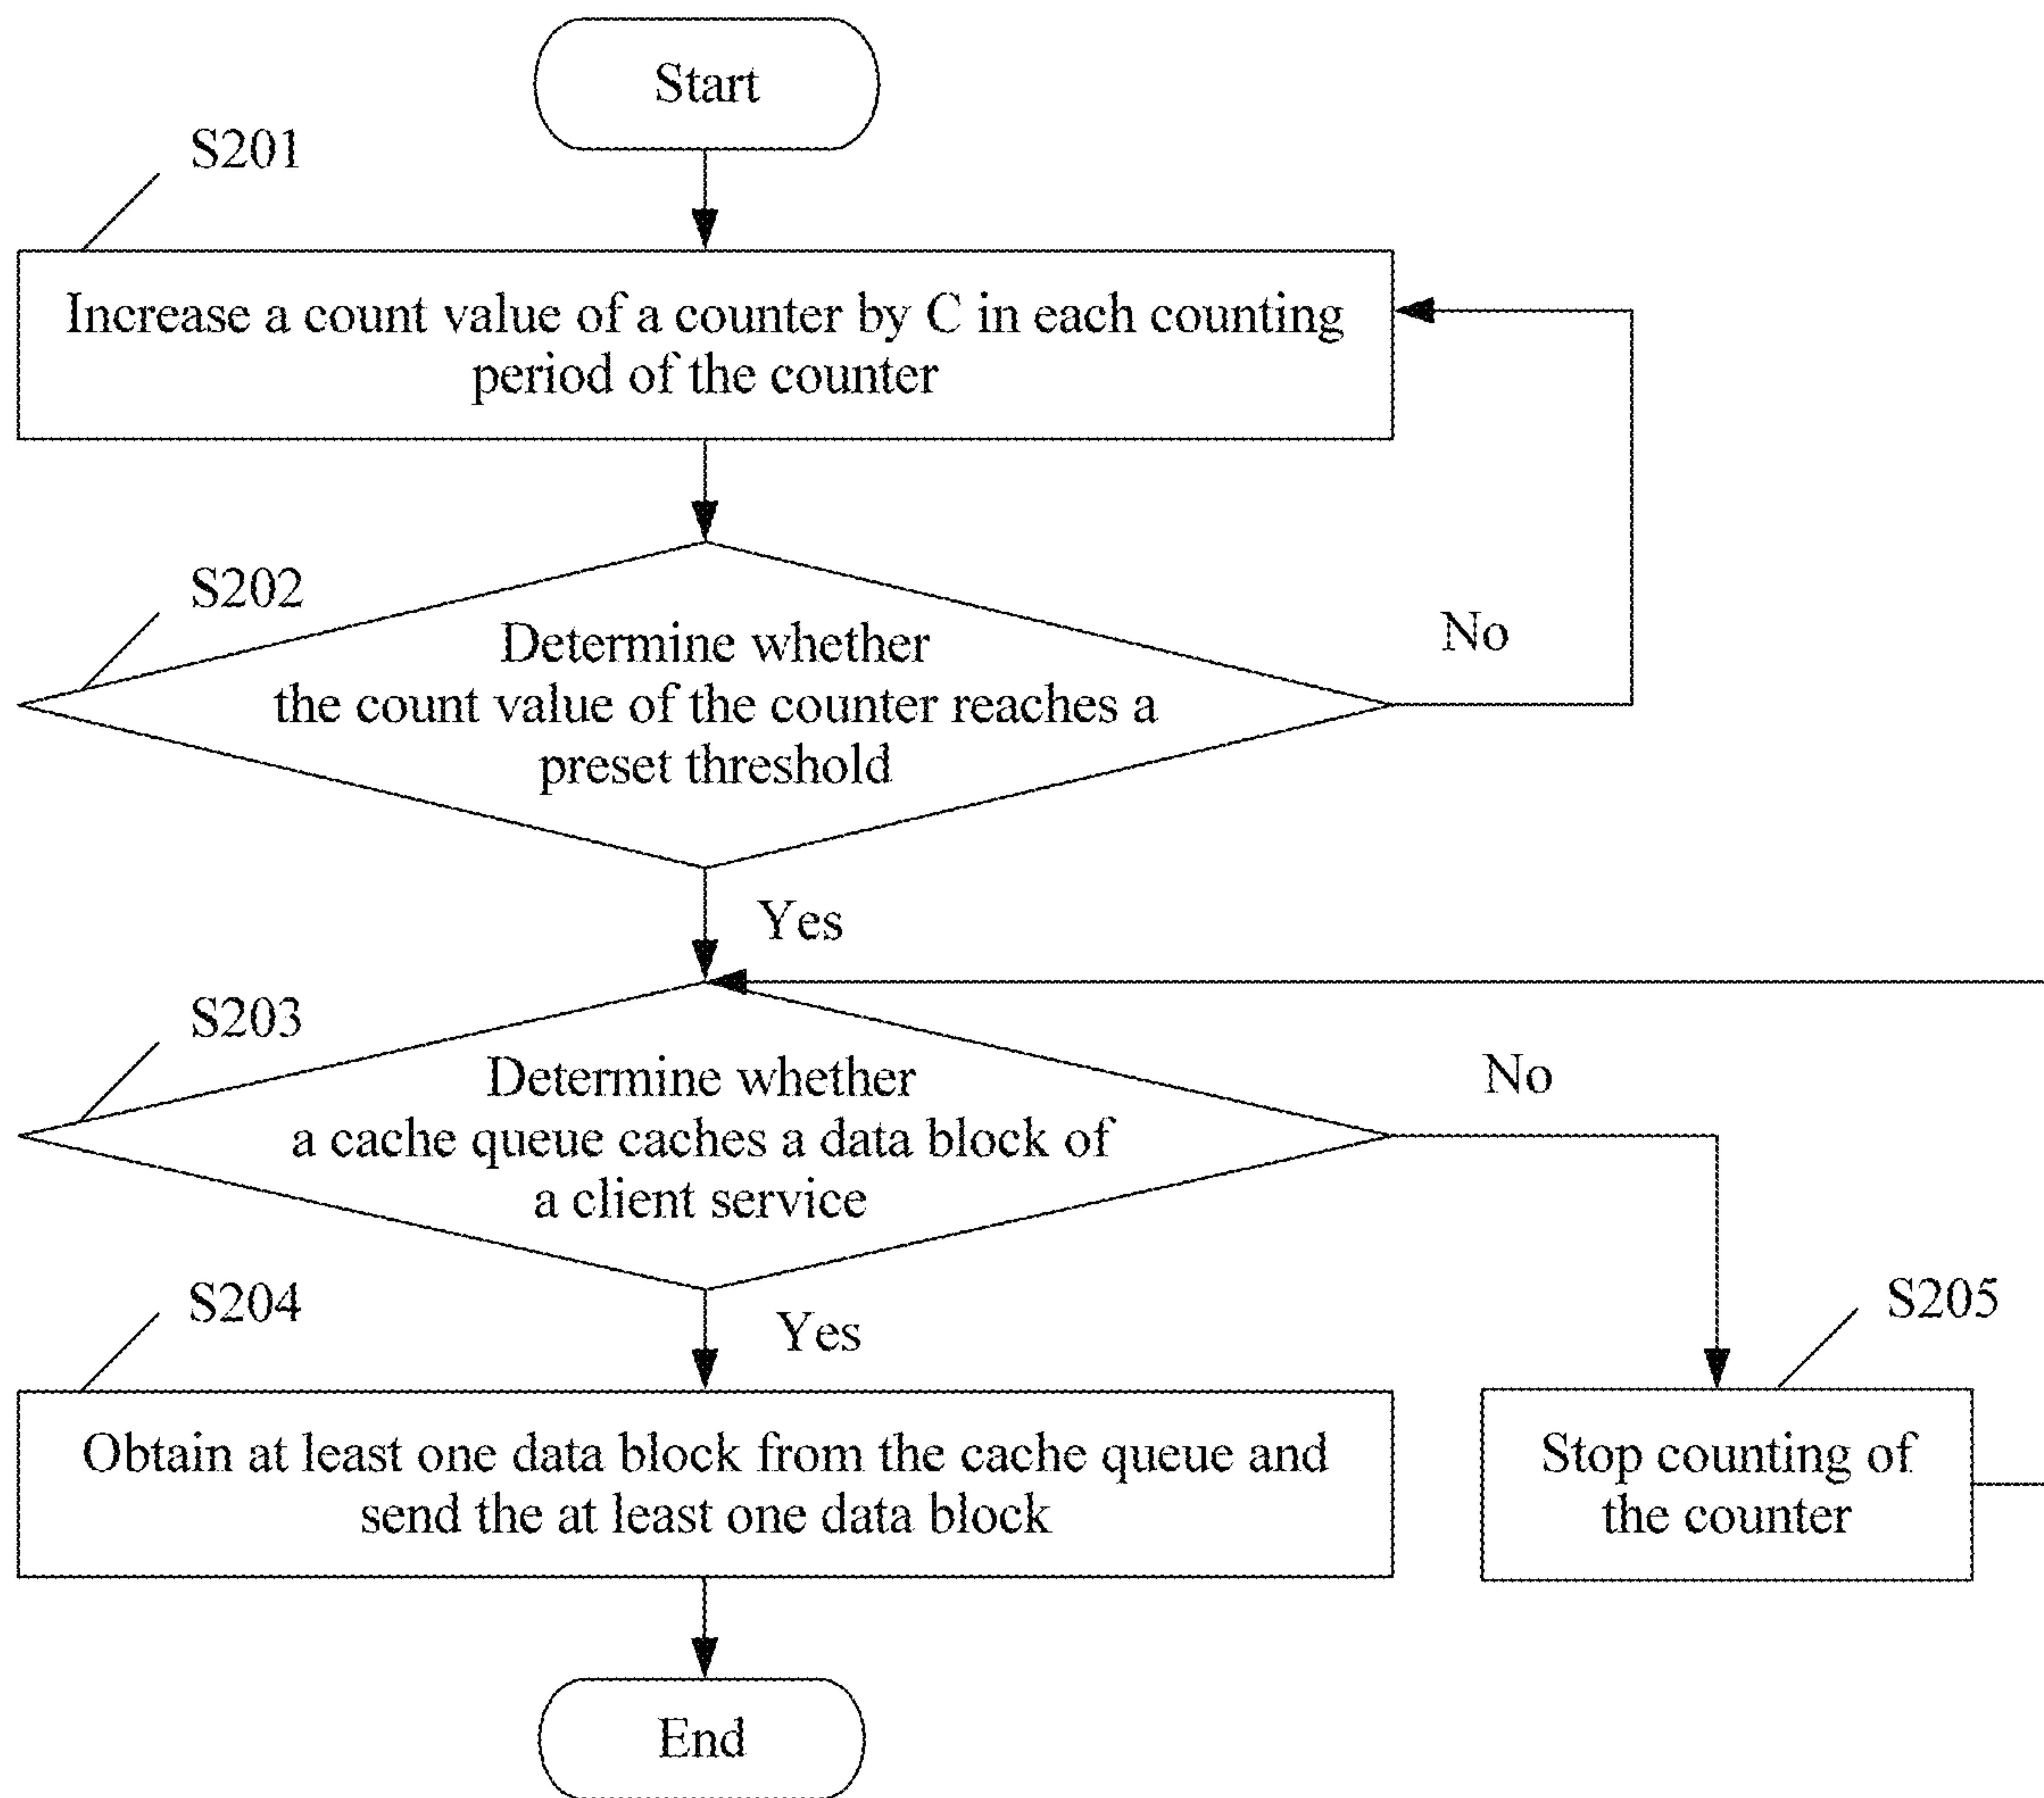 Start
S201
Increase a count value of a counter by C in each counting
period of the counter
S202
Determine whether
the count value of the counter reaches a
preset threshold
No
Yes
S203
Determine whether
a cache queue caches a data block of
a client service
No
Yes
S204
Obtain at least one data block from the cache queue and
send the at least one data block
S205
Stop counting of
the counter
End